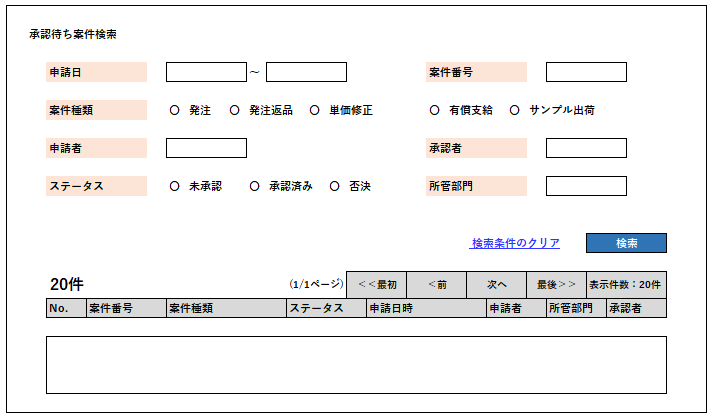 承認待ち案件検索
申請日 ～ 案件番号
案件種類 〇 発注 〇 発注返品 〇 単価修正 〇 有償支給 〇 サンプル出荷
申請者 承認者
ステータス 〇 未承認 〇 承認済み 〇 否決 所管部門
検索条件のクリア 検索
20件 (1/1ページ) ＜＜最初 ＜前 次へ 最後＞＞ 表示件数：20件
No. 案件番号 案件種類 ステータス 申請日時 申請者 所管部門 承認者